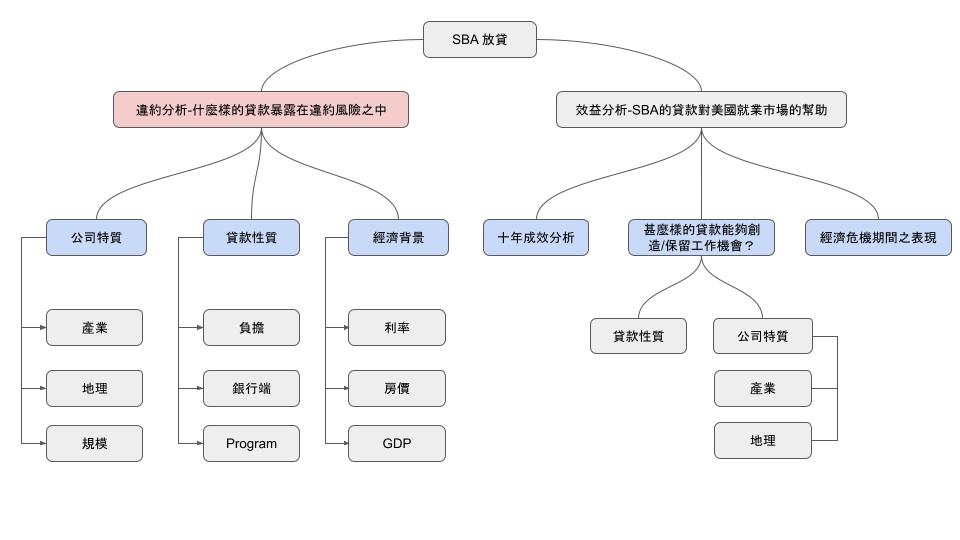 SBA 放貸
違約分析-什麼樣的貸款暴露在違約風險之中
效益分析-SBA的貸款對美國就業市場的幫助
公司特質
貸款性質
經濟背景
十年成效分析
甚麼樣的貸款能夠創
造/保留工作機會？
經濟危機期間之表現
產業
負擔
利率
貸款性質
公司特質
地理
銀行端
房價
產業
規模
Program
GDP
地理